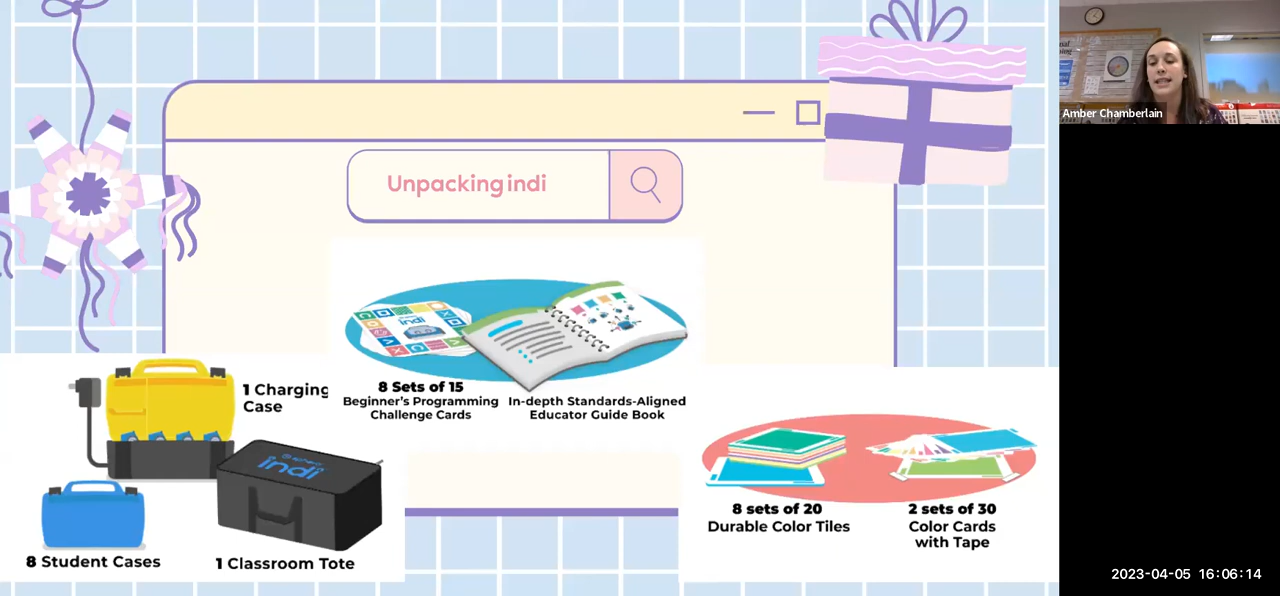 Unpacking indi
Amber Chamberlain
indi
8 Sets of 15
Beginner's Programming
Challenge Cards
In-depth Standards-Aligned
Educator Guide Book
1 Charging
Case
indi
8 Student Cases
1 Classroom Tote
8 sets of 20
Durable Color Tiles
2 sets of 30
Color Cards
with Tape
2023-04-05 16:06:14